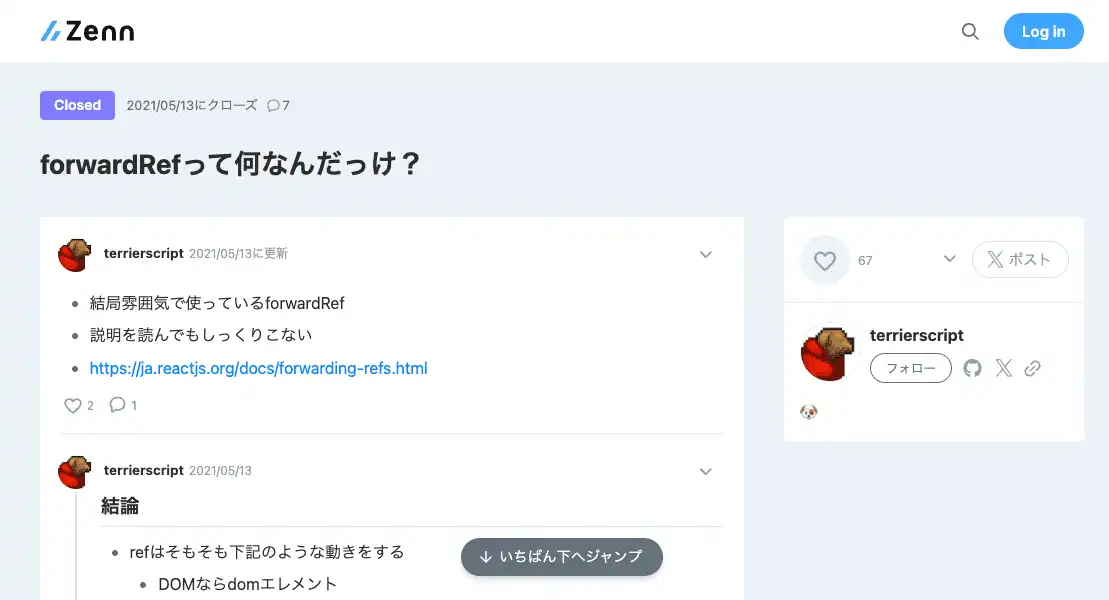 Zenn
Log in
Closed 2021/05/13にクローズ 7
forwardRefって何なんだっけ？
terrierscript 2021/05/13に更新
結局雰囲気で使っているforwardRef
説明を読んでもしっくりこない
https://ja.reactjs.org/docs/forwarding-refs.html
2 1
terrierscript 2021/05/13
結論
refはそもそも下記のような動きをする
DOMならdomエレメント
↓ いちばん下へジャンプ
67 ポスト
terrierscript
フォロー